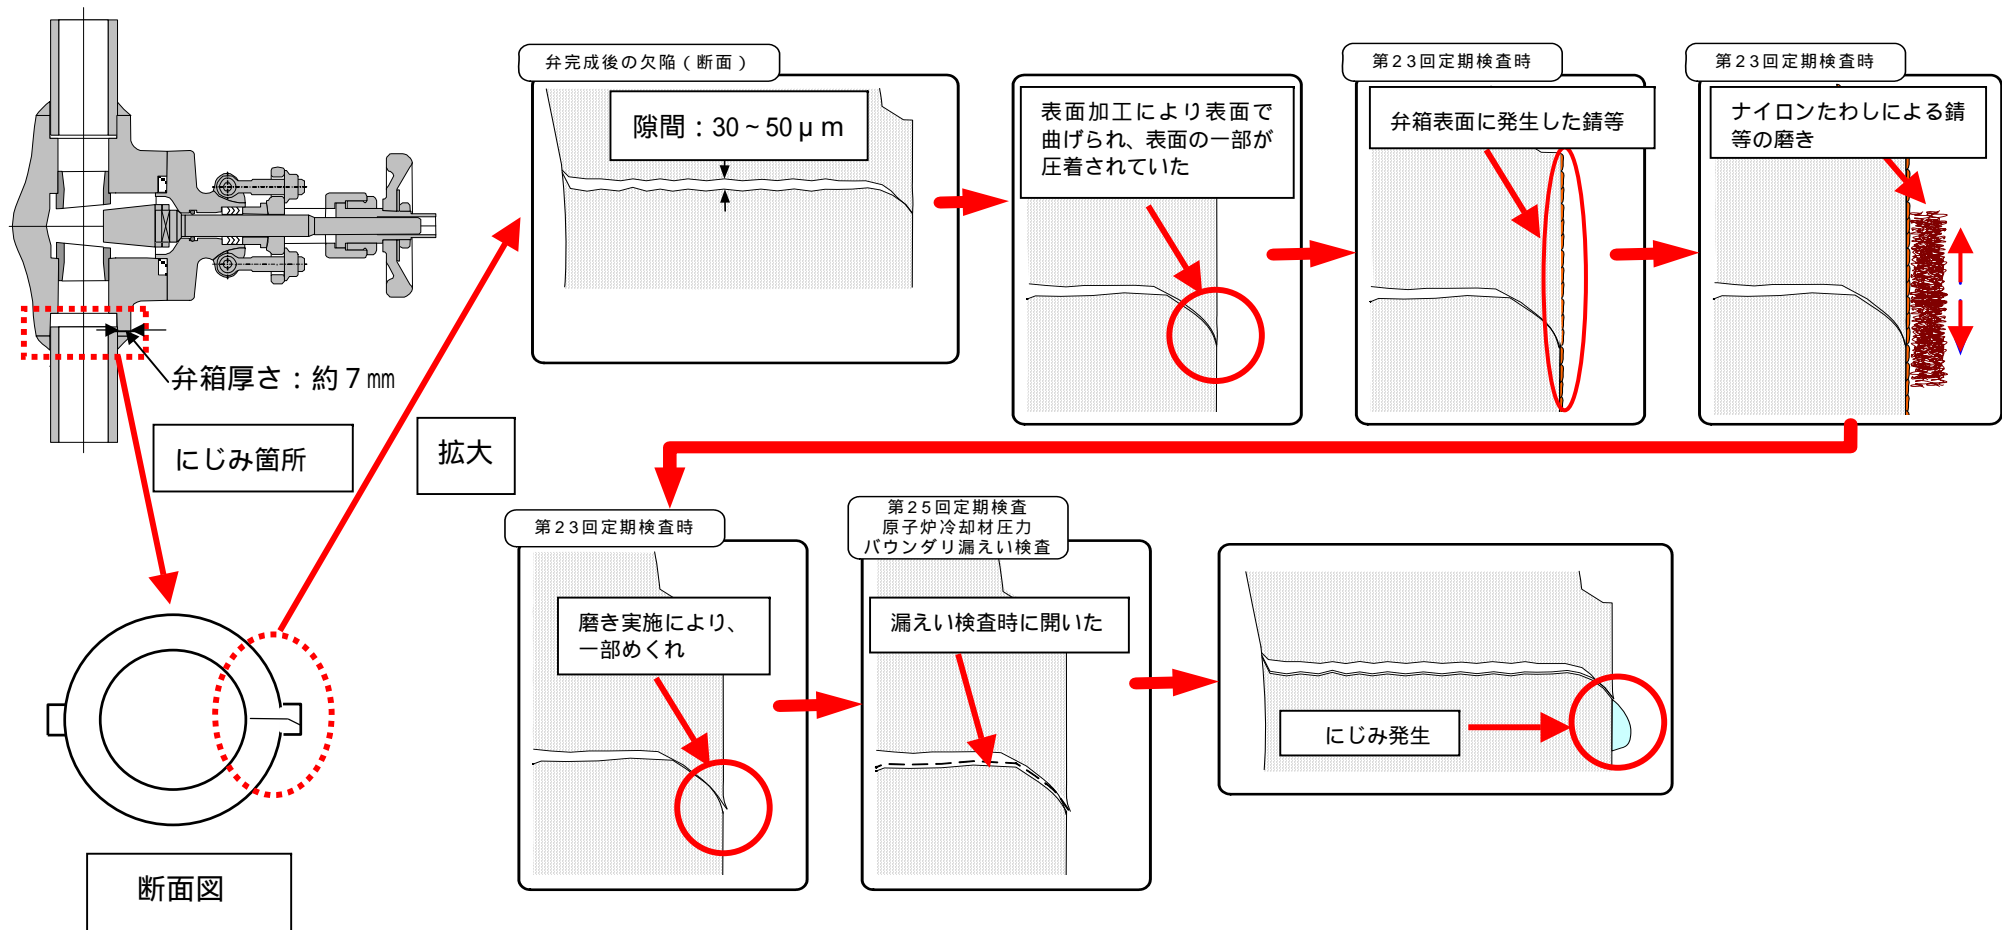 弁完成後の欠陥（断面）
隙間：30～50μm
表面加工により表面で
曲げられ、表面の一部が
圧着されていた
第23回定期検査時
弁箱表面に発生した錆等
第23回定期検査時
ナイロンたわしによる錆
等の磨き
弁箱厚さ：約７㎜
にじみ箇所
拡大
断面図
第23回定期検査時
磨き実施により、
一部めくれ
第25回定期検査
原子炉冷却材圧力
バウンダリ漏えい検査
漏えい検査時に開いた
にじみ発生